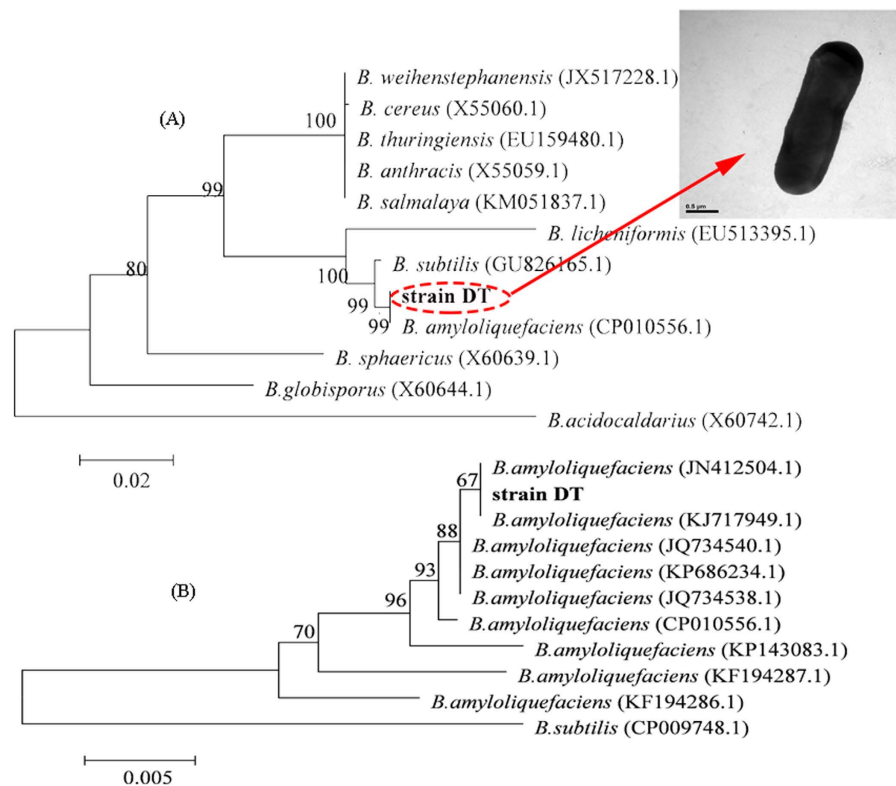 B. weihenstephanensis (JX517228.1)
B. cereus (X55060.1)
(A)
100
B. thuringiensis (EU159480.1)
B. anthracis (X55059.1)
99
B. salmalaya (KM051837.1)
0.5 µm
B. licheniformis (EU513395.1)
80
100
B. subtilis (GU826165.1)
99
strain DT
99
B. amyloliquefaciens (CP010556.1)
B. sphaericus (X60639.1)
B.globisporus (X60644.1)
B.acidocaldarius (X60742.1)
0.02
B.amyloliquefaciens (JN412504.1)
67
strain DT
B.amyloliquefaciens (KJ717949.1)
88
B.amyloliquefaciens (JQ734540.1)
93
B.amyloliquefaciens (KP686234.1)
(B)
96
B.amyloliquefaciens (JQ734538.1)
B.amyloliquefaciens (CP010556.1)
70
B.amyloliquefaciens (KP143083.1)
B.amyloliquefaciens (KF194287.1)
B.amyloliquefaciens (KF194286.1)
B.subtilis (CP009748.1)
0.005